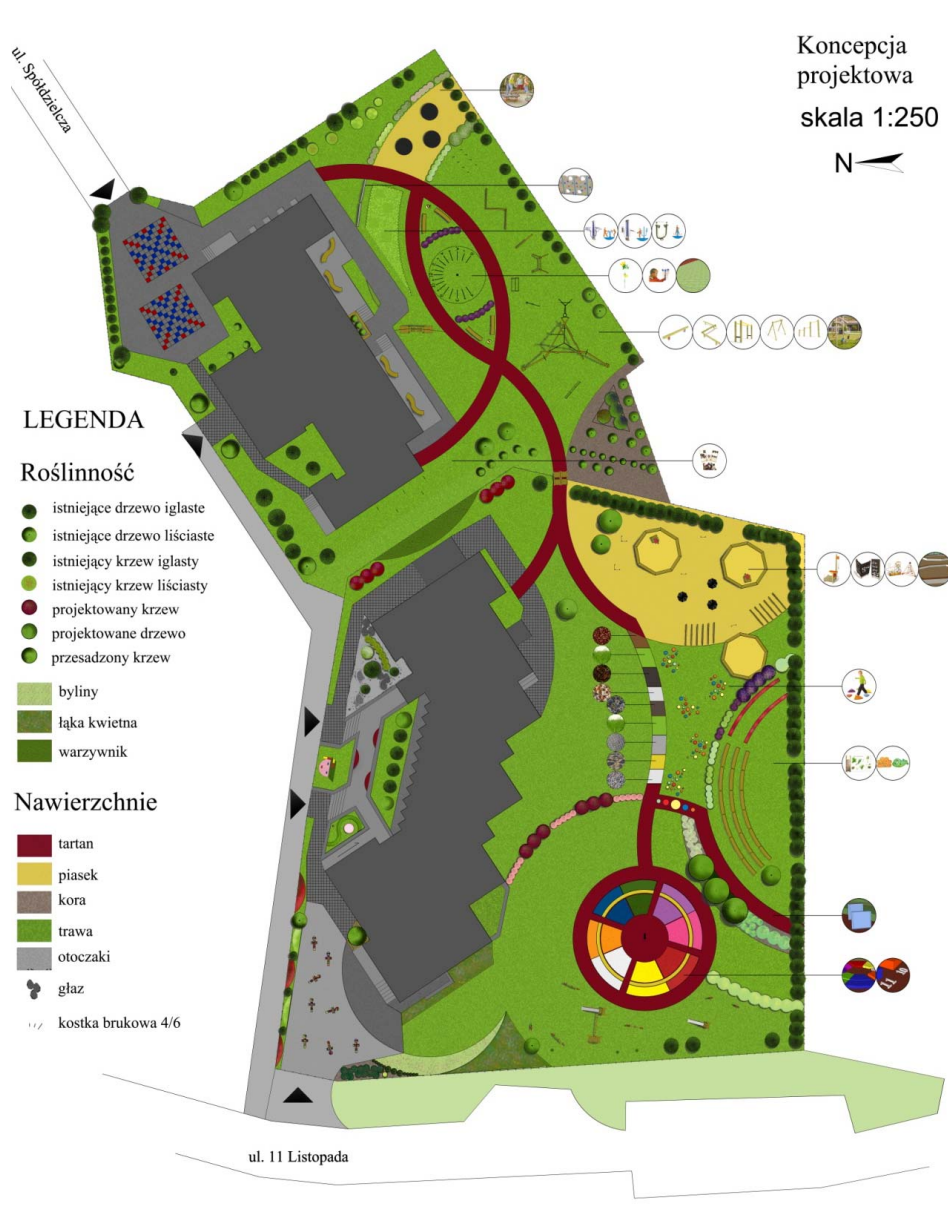 ul. Spółdzielcza
Koncepcja
projektowa
skala 1:250
N
LEGENDA
Roślinność
istniejące drzewo iglaste
istniejące drzewo liściaste
istniejący krzew iglasty
istniejący krzew liściasty
projektowany krzew
projektowane drzewo
przesadzony krzew
byliny
łąka kwietna
warzywnik
Nawierzchnie
tartan
piasek
kora
trawa
otoczaki
głaz
kostka brukowa 4/6
ul. 11 Listopada